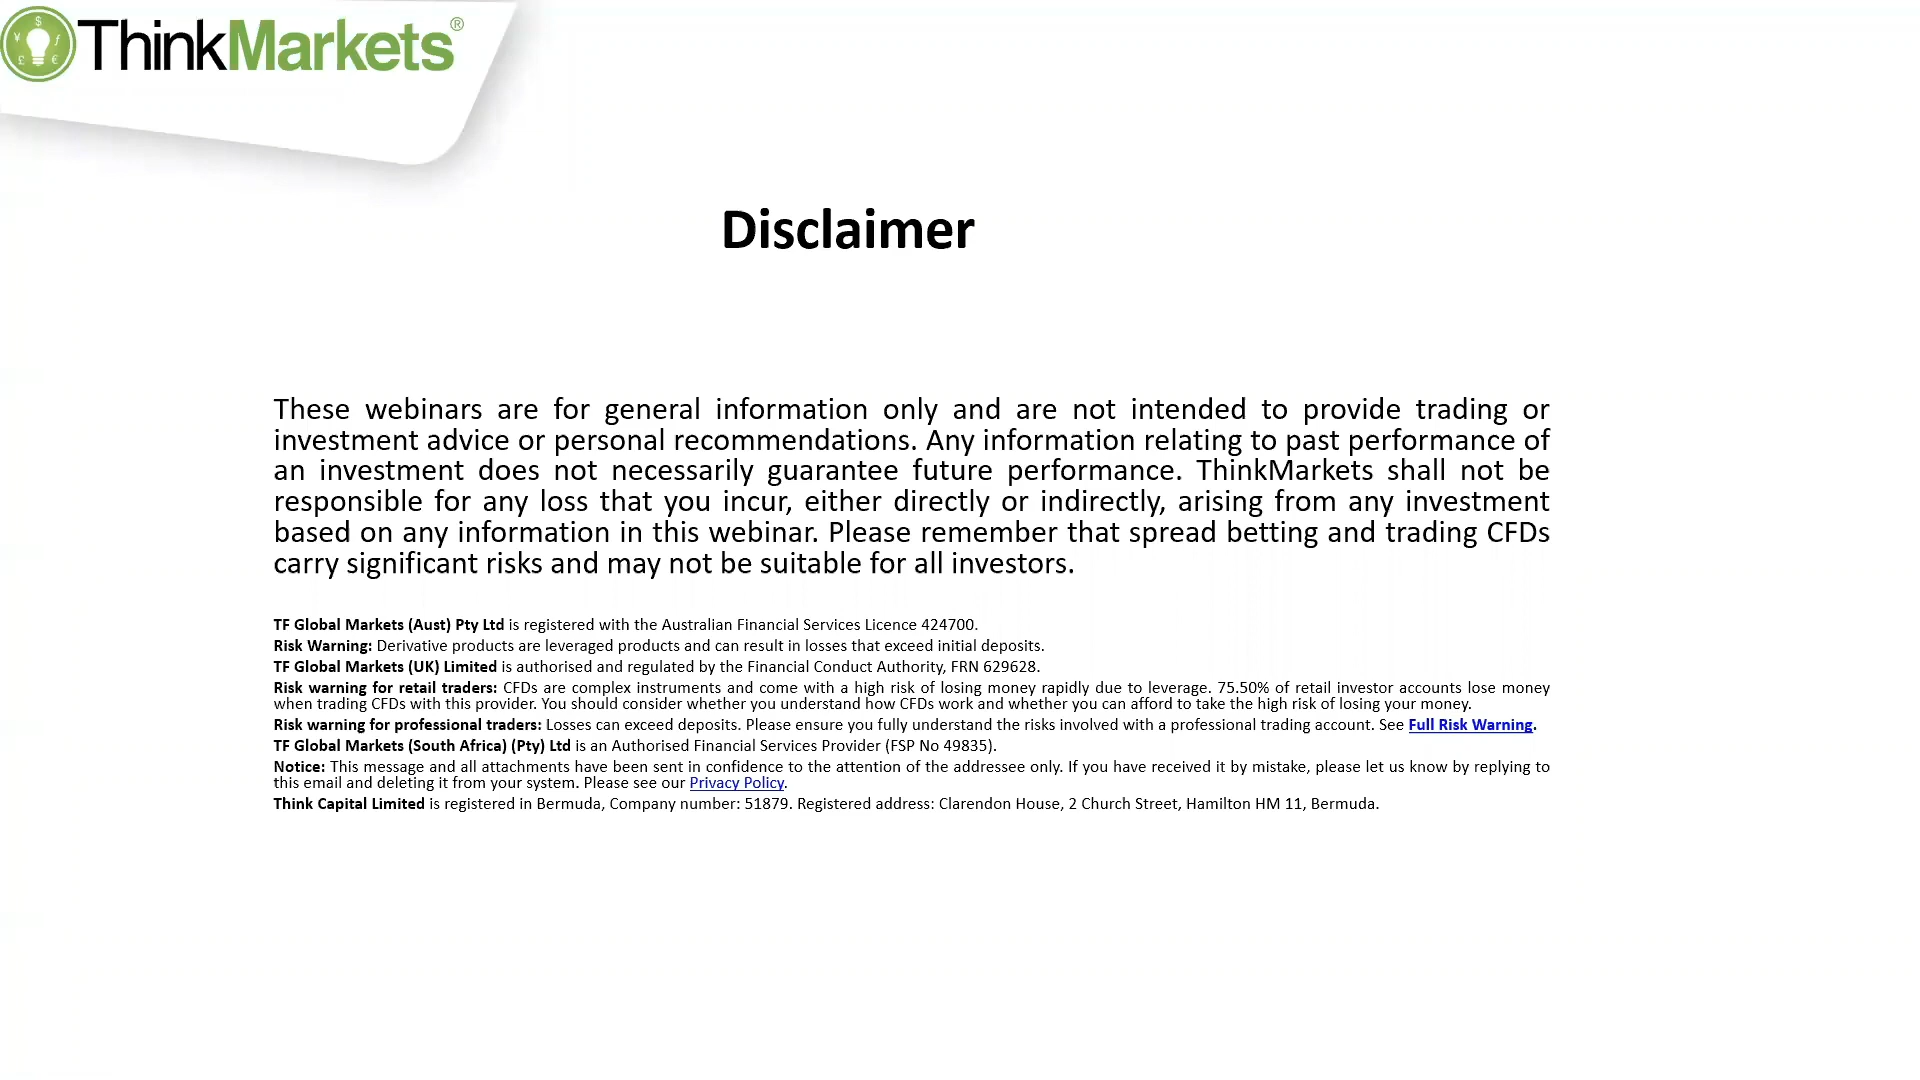 ThinkMarkets®
Disclaimer
These webinars are for general information only and are not intended to provide trading or
investment advice or personal recommendations. Any information relating to past performance of
an investment does not necessarily guarantee future performance. ThinkMarkets shall not be
responsible for any loss that you incur, either directly or indirectly, arising from any investment
based on any information in this webinar. Please remember that spread betting and trading CFDs
carry significant risks and may not be suitable for all investors.
TF Global Markets (Aust) Pty Ltd is registered with the Australian Financial Services Licence 424700.
Risk Warning: Derivative products are leveraged products and can result in losses that exceed initial deposits.
TF Global Markets (UK) Limited is authorised and regulated by the Financial Conduct Authority, FRN 629628.
Risk warning for retail traders: CFDs are complex instruments and come with a high risk of losing money rapidly due to leverage. 75.50% of retail investor accounts lose money
when trading CFDs with this provider. You should consider whether you understand how CFDs work and whether you can afford to take the high risk of losing your money.
Risk warning for professional traders: Losses can exceed deposits. Please ensure you fully understand the risks involved with a professional trading account. See Full Risk Warning.
TF Global Markets (South Africa) (Pty) Ltd is an Authorised Financial Services Provider (FSP No 49835).
Notice: This message and all attachments have been sent in confidence to the attention of the addressee only. If you have received it by mistake, please let us know by replying to
this email and deleting it from your system. Please see our Privacy Policy.
Think Capital Limited is registered in Bermuda, Company number: 51879. Registered address: Clarendon House, 2 Church Street, Hamilton HM 11, Bermuda.